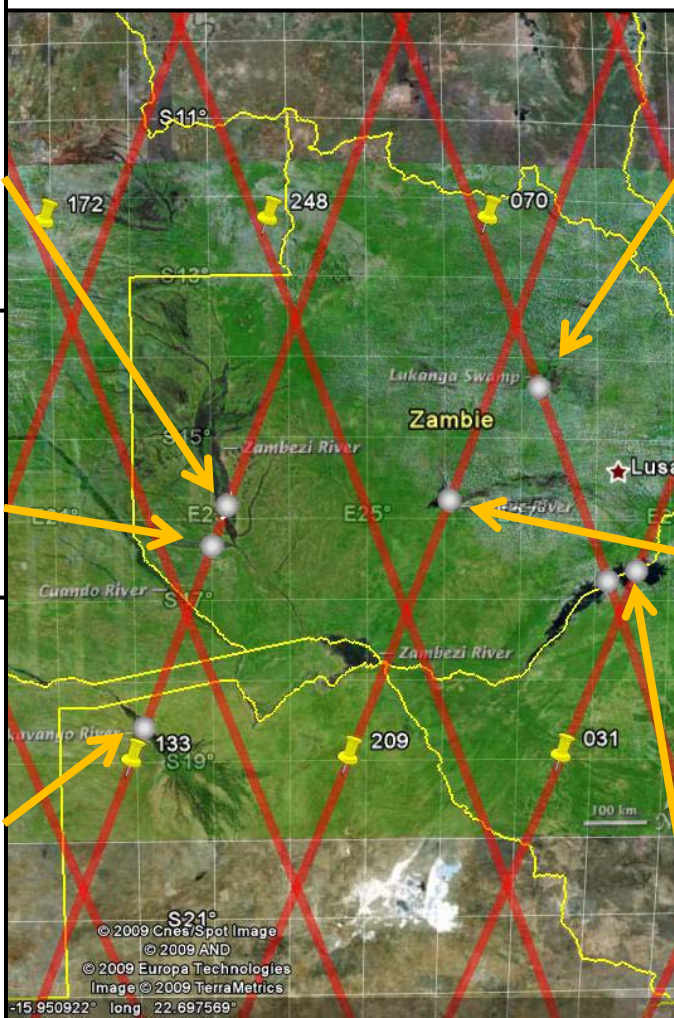 S11°
172
248
070
S13°
Lukanga Swamp
Zambie
S15°
Zambezi River
Lusa
E24°
E25°
River
Cuando River
S17°
Zambezi River
133
209
031
S19°
100 km
S21°
© 2009 Cnes/Spot Image
© 2009 AND
© 2009 Europa Technologies
Image © 2009 TerraMetrics
-15.950922° long 22.697569°